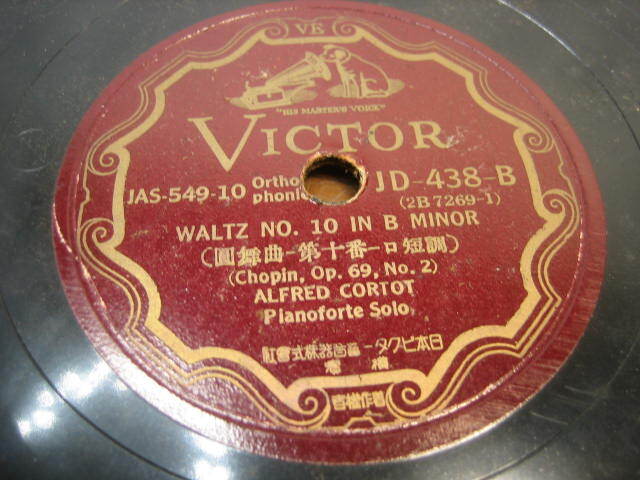 VE
"HIS MASTER'S VOICE"
VICTOR
JAS-549-10 Ortho phonic JD-438-B
(2B7269-1)
WALTZ NO. 10 IN B MINOR
(圓舞曲-第十番-ロ短調)
(Chopin, Op. 69, No. 2)
ALFRED CORTOT
Pianoforte Solo
社會式株器音蓄ータークビ本日
濱横